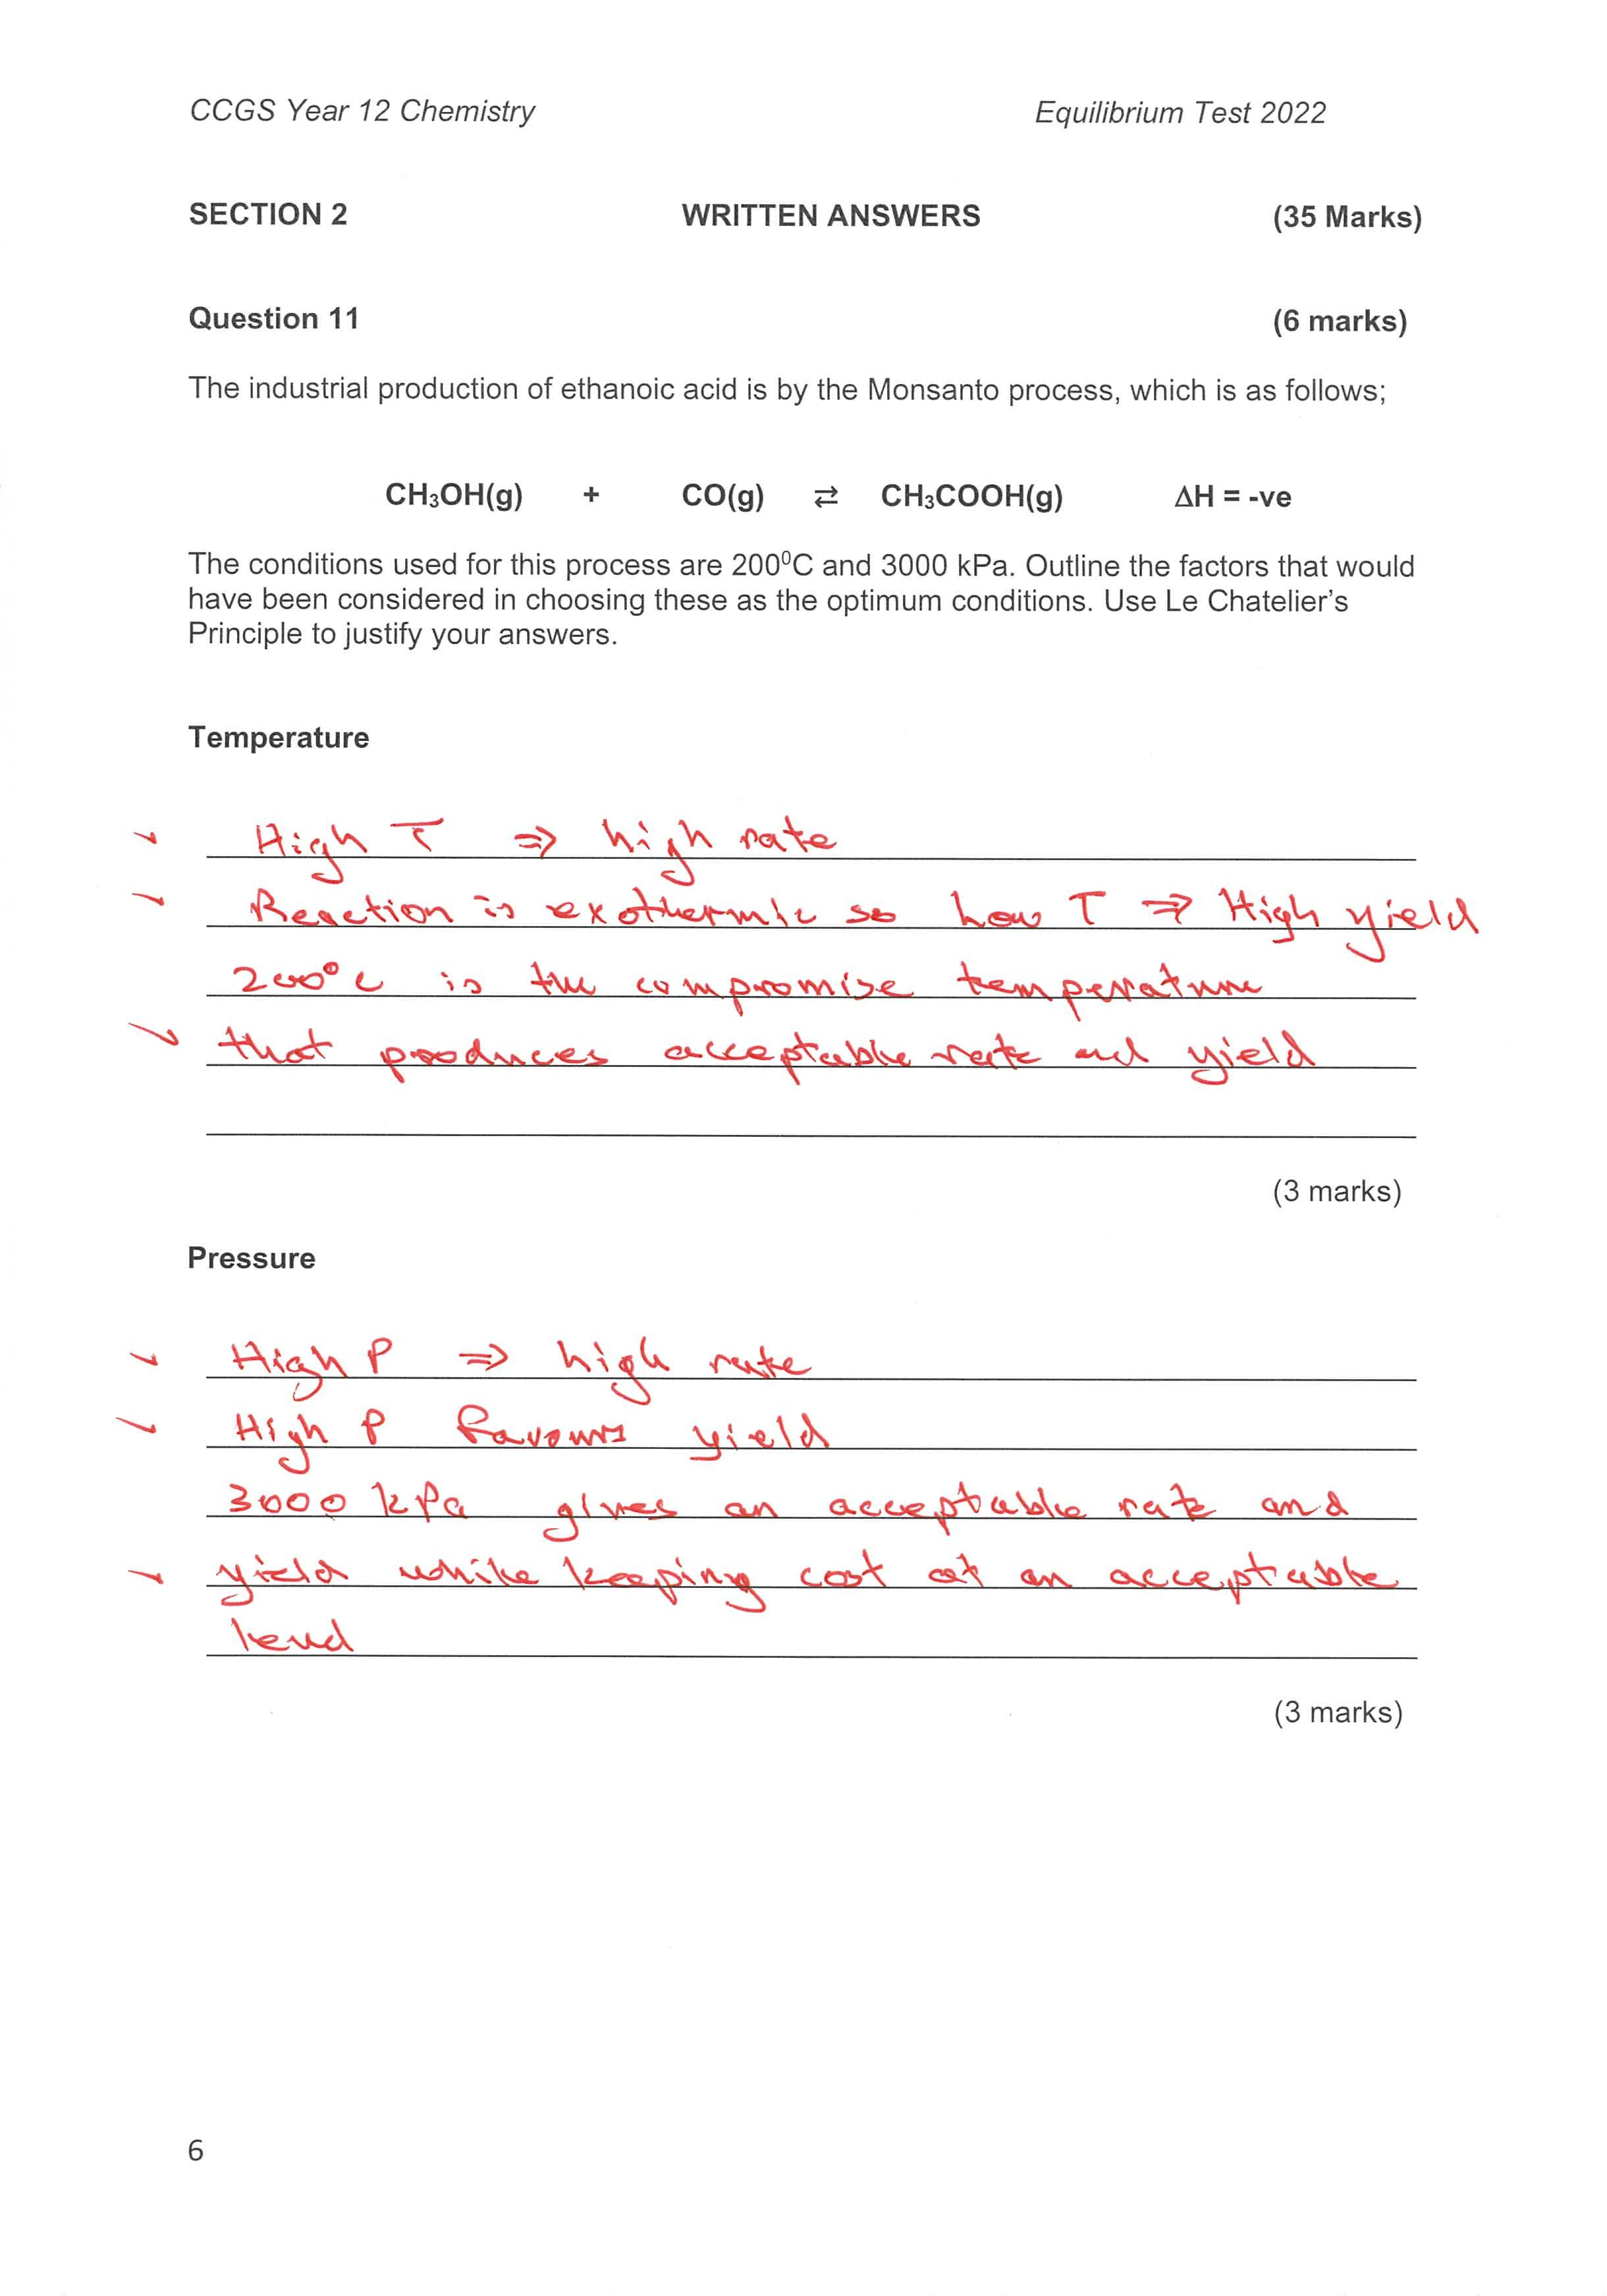 CCGS Year 12 Chemistry Equilibrium Test 2022
SECTION 2 WRITTEN ANSWERS (35 Marks)
Question 11 (6 marks)
The industrial production of ethanoic acid is by the Monsanto process, which is as follows;
CH₃OH(g) + CO(g) ⇄ CH₃COOH(g) ΔH = -ve
The conditions used for this process are 200⁰C and 3000 kPa. Outline the factors that would
have been considered in choosing these as the optimum conditions. Use Le Chatelier's
Principle to justify your answers.
Temperature
✓ High T ⇒ high rate
✓ Reaction is exothermic so low T ⇒ High yield
200°C is the compromise temperature
✓ that produces acceptable rate and yield
(3 marks)
Pressure
✓ High P ⇒ high rate
✓ High P favours yield
3000 kPa gives an acceptable rate and
✓ yield while keeping cost at an acceptable
level
(3 marks)
6